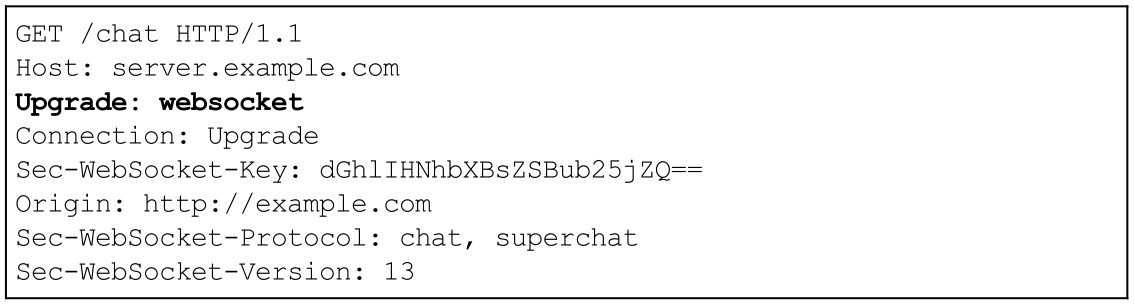 GET /chat HTTP/1.1
Host: server.example.com
Upgrade: websocket
Connection: Upgrade
Sec-WebSocket-Key: dGhlIHNhbXBsZSBub25jZQ==
Origin: http://example.com
Sec-WebSocket-Protocol: chat, superchat
Sec-WebSocket-Version: 13